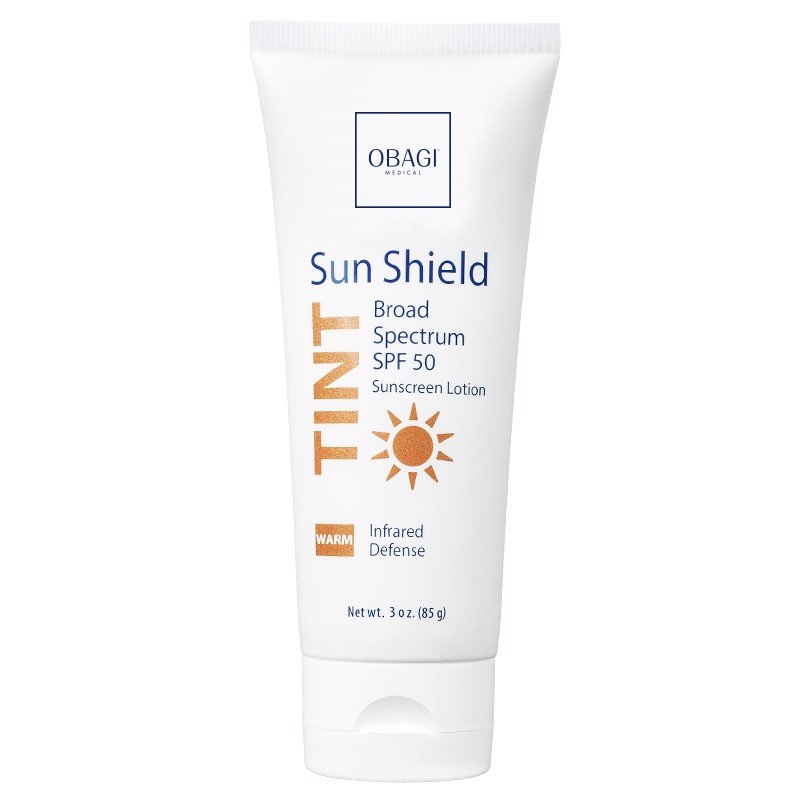 OBAGI
MEDICAL
Sun Shield
TINT
Broad
Spectrum
SPF 50
Sunscreen Lotion
WARM
Infrared
Defense
Net wt. 3 oz. (85 g)